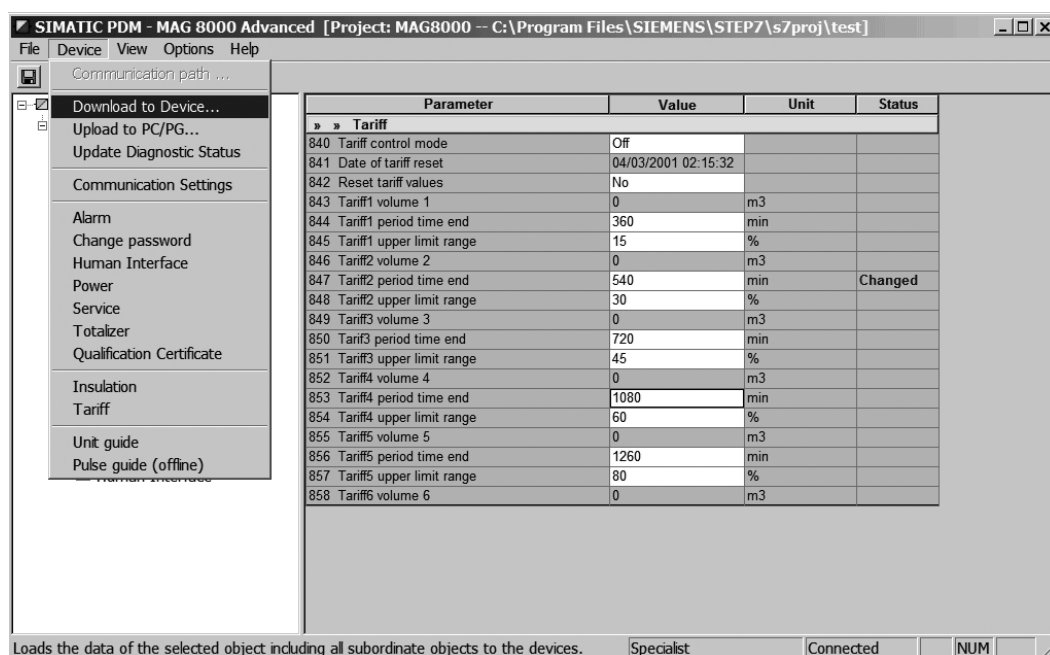 SIMATIC PDM - MAG 8000 Advanced [Project: MAG8000 -- C:\Program Files\SIEMENS\STEP7\s7proj\test]
File Device View Options Help
Communication path ...
Download to Device...
Upload to PC/PG...
Update Diagnostic Status
Communication Settings
Alarm
Change password
Human Interface
Power
Service
Totalizer
Qualification Certificate
Insulation
Tariff
Unit guide
Pulse guide (offline)
Human Interface
Parameter Value Unit Status
» » Tariff
840 Tariff control mode Off
841 Date of tariff reset 04/03/2001 02:15:32
842 Reset tariff values No
843 Tariff1 volume 1 0 m3
844 Tariff1 period time end 360 min
845 Tariff1 upper limit range 15 %
846 Tariff2 volume 2 0 m3
847 Tariff2 period time end 540 min Changed
848 Tariff2 upper limit range 30 %
849 Tariff3 volume 3 0 m3
850 Tarif3 period time end 720 min
851 Tariff3 upper limit range 45 %
852 Tariff4 volume 4 0 m3
853 Tariff4 period time end 1080 min
854 Tariff4 upper limit range 60 %
855 Tariff5 volume 5 0 m3
856 Tariff5 period time end 1260 min
857 Tariff5 upper limit range 80 %
858 Tariff6 volume 6 0 m3
Loads the data of the selected object including all subordinate objects to the devices. Specialist Connected NUM